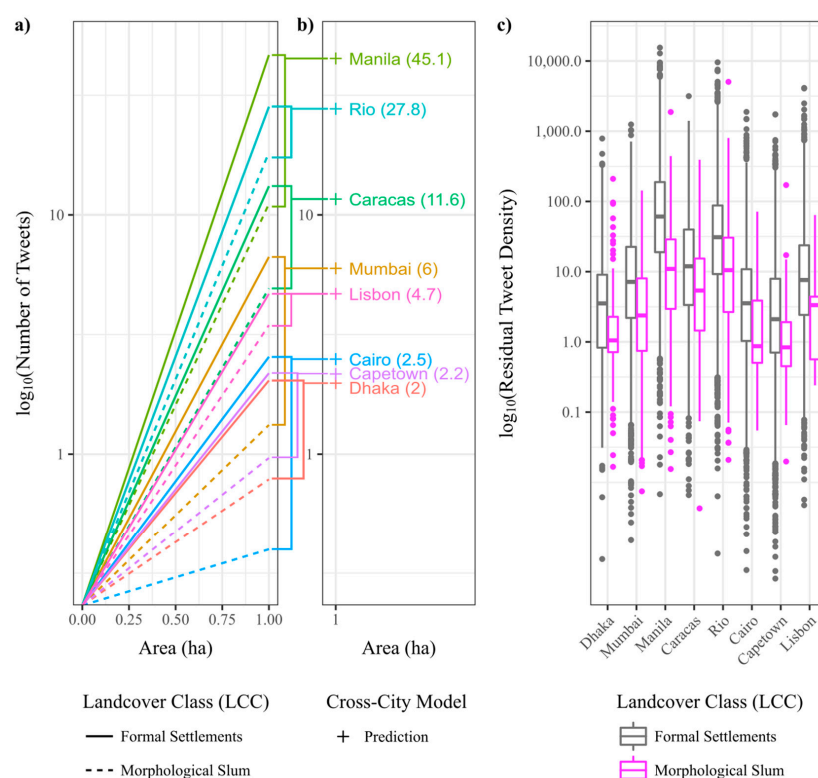 a)
b)
c)
log10(Number of Tweets)
10
1
0.00 0.25 0.50 0.75 1.00
Area (ha)
Manila (45.1)
Rio (27.8)
Caracas (11.6)
10
Mumbai (6)
Lisbon (4.7)
Cairo (2.5)
Capetown (2.2)
Dhaka (2)
1
1
Area (ha)
log10(Residual Tweet Density)
10,000.0
1,000.0
100.0
10.0
1.0
0.1
Dhaka
Mumbai
Manila
Caracas
Rio
Cairo
Capetown
Lisbon
Landcover Class (LCC)
Formal Settlements
Morphological Slum
Cross-City Model
Prediction
Landcover Class (LCC)
Formal Settlements
Morphological Slum